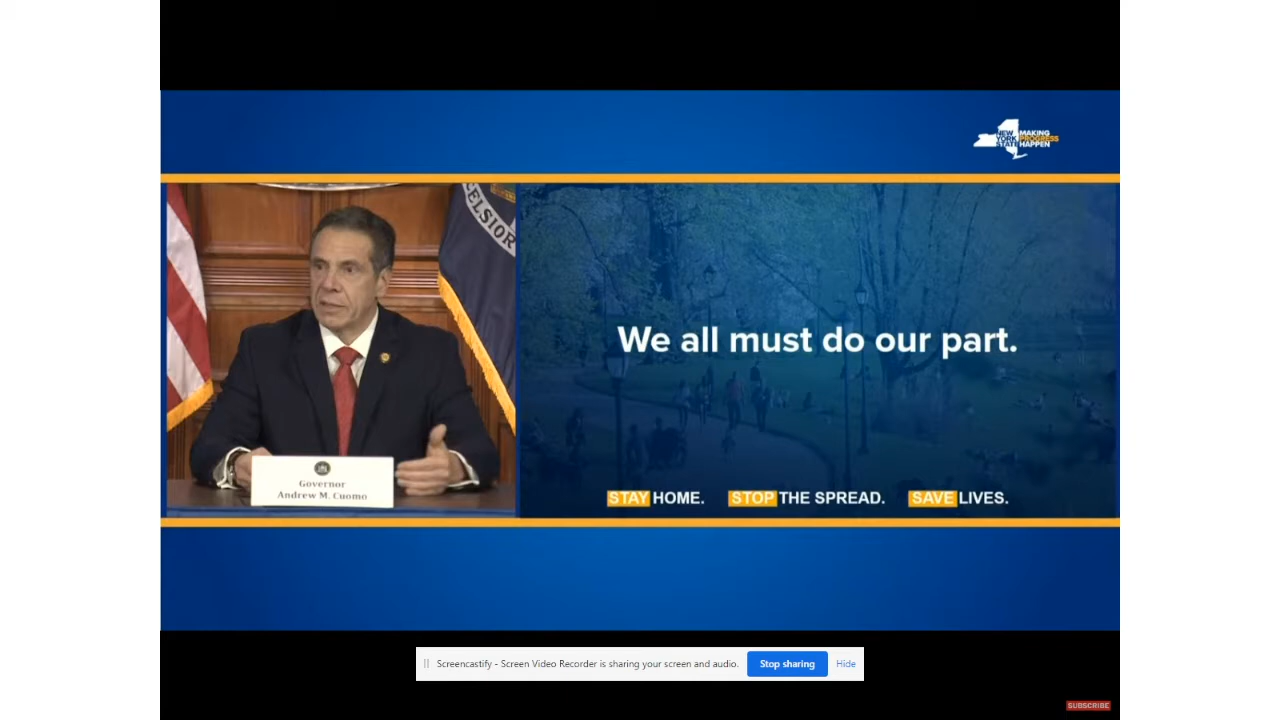 NEW YORK STATE
MAKING PROGRESS HAPPEN
ELSIOR
We all must do our part.
Governor
Andrew M. Cuomo
STAY HOME. STOP THE SPREAD. SAVE LIVES.
Screencastify - Screen Video Recorder is sharing your screen and audio. Stop sharing Hide
SUBSCRIBE